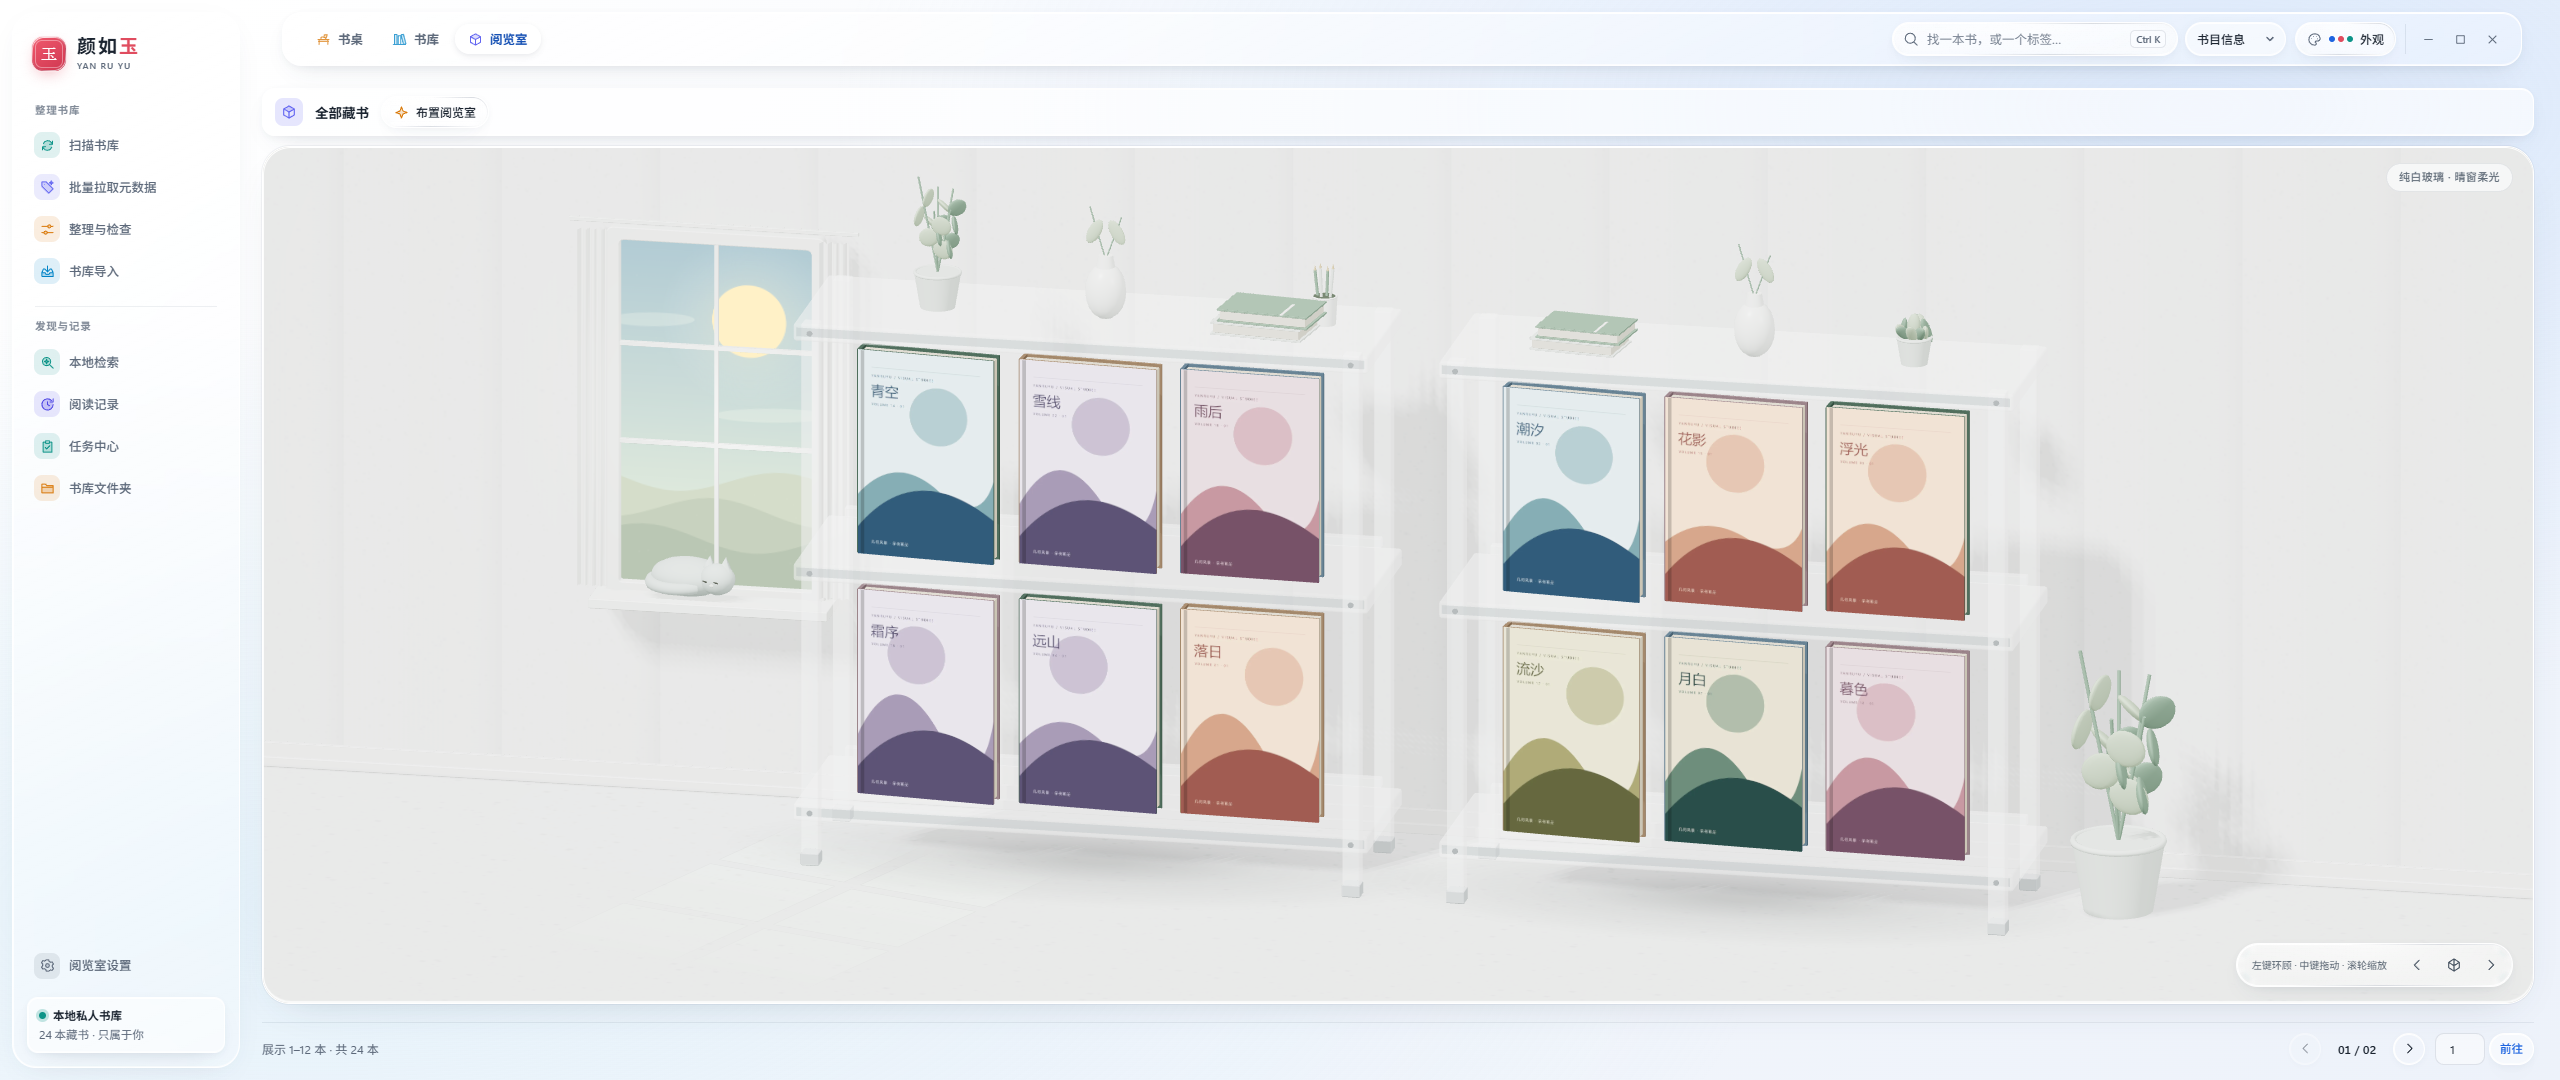 玉
颜如玉
YAN RU YU
整理书库
扫描书库
批量拉取元数据
整理与检查
书库导入
发现与记录
本地检索
阅读记录
任务中心
书库文件夹
阅览室设置
本地私人书库
24 本藏书 · 只属于你
书桌
书库
阅览室
找一本书，或一个标签...
Ctrl K
书目信息
外观
全部藏书
布置阅览室
纯白玻璃 · 晴窗柔光
青空
雪线
雨后
潮汐
花影
浮光
霜序
远山
落日
流沙
月白
暮色
左键环顾 · 中键拖动 · 滚轮缩放
展示 1–12 本 · 共 24 本
01 / 02
1
前往